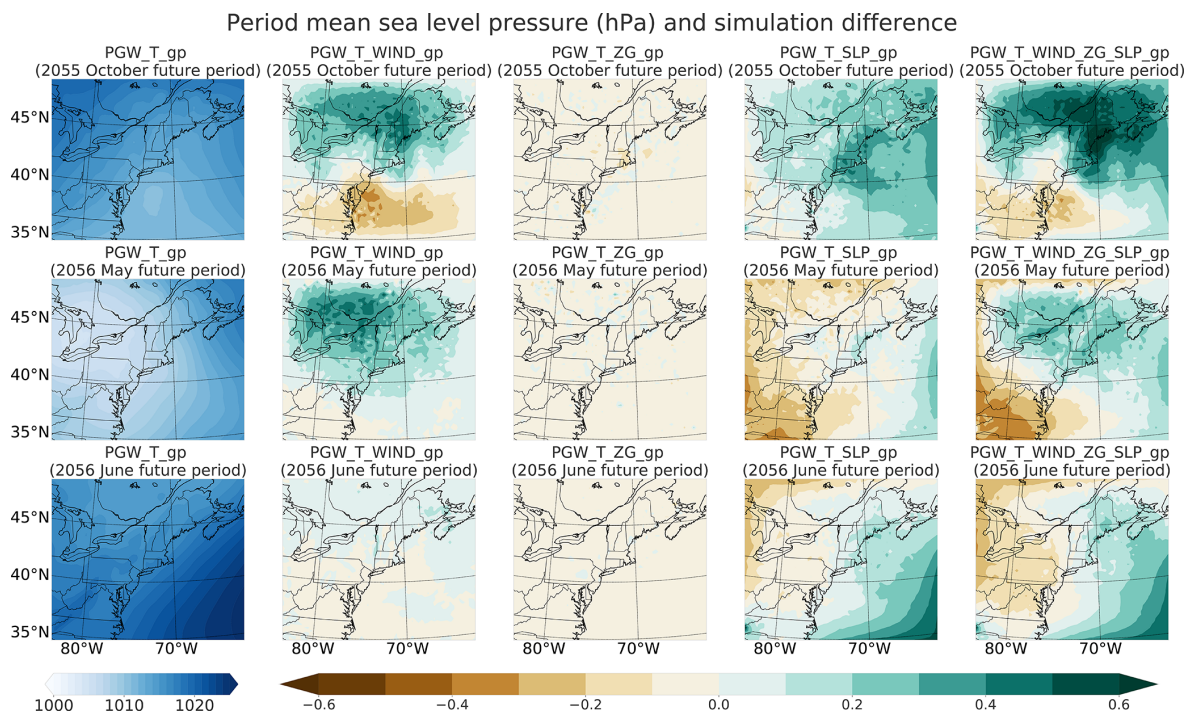 Period mean sea level pressure (hPa) and simulation difference
PGW_T_gp
(2055 October future period)
PGW_T_WIND_gp
(2055 October future period)
PGW_T_ZG_gp
(2055 October future period)
PGW_T_SLP_gp
(2055 October future period)
PGW_T_WIND_ZG_SLP_gp
(2055 October future period)
45°N
40°N
35°N
PGW_T_gp
(2056 May future period)
PGW_T_WIND_gp
(2056 May future period)
PGW_T_ZG_gp
(2056 May future period)
PGW_T_SLP_gp
(2056 May future period)
PGW_T_WIND_ZG_SLP_gp
(2056 May future period)
45°N
40°N
35°N
PGW_T_gp
(2056 June future period)
PGW_T_WIND_gp
(2056 June future period)
PGW_T_ZG_gp
(2056 June future period)
PGW_T_SLP_gp
(2056 June future period)
PGW_T_WIND_ZG_SLP_gp
(2056 June future period)
45°N
40°N
35°N
80°W 70°W
80°W 70°W
80°W 70°W
80°W 70°W
80°W 70°W
1000 1010 1020
−0.6 −0.4 −0.2 0.0 0.2 0.4 0.6